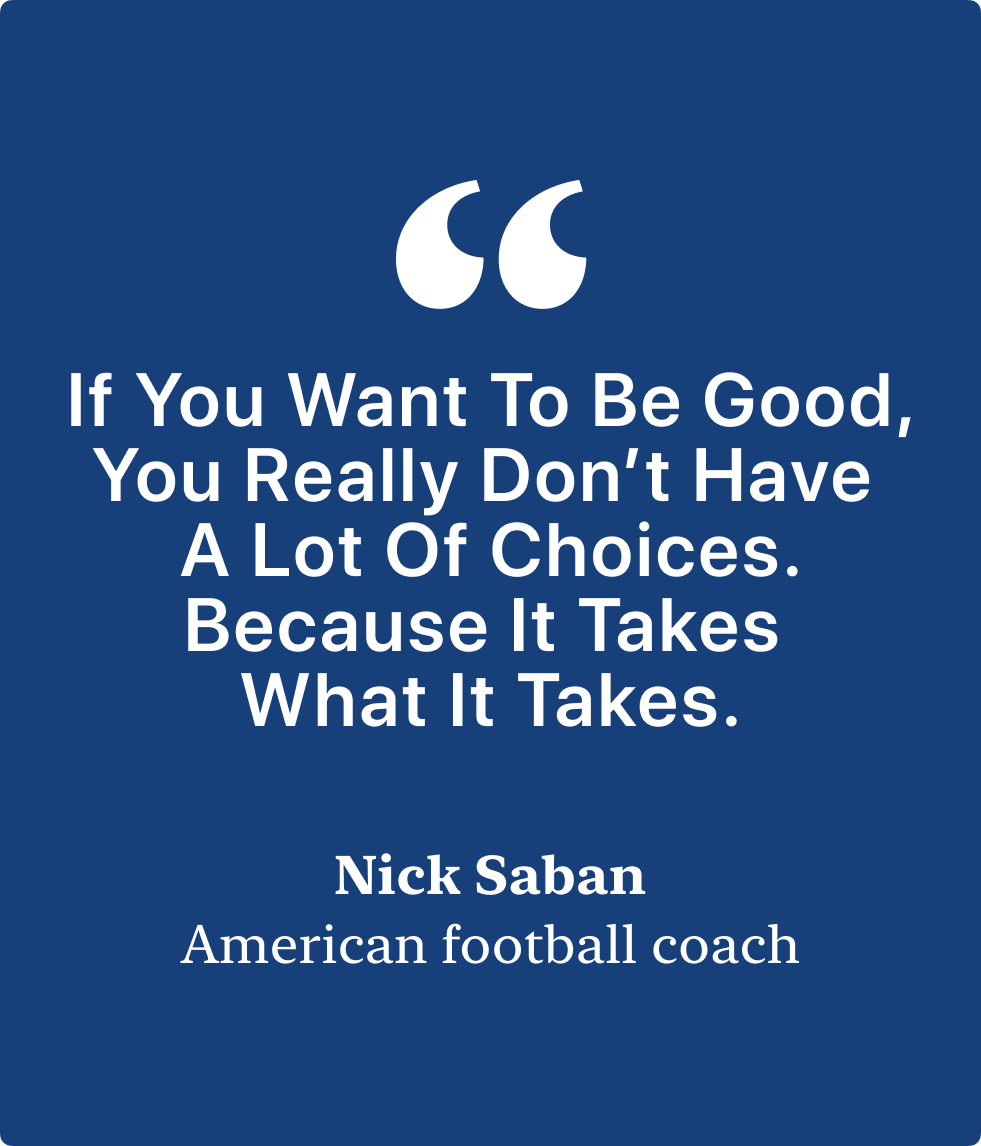 “
If You Want To Be Good,
You Really Don’t Have
A Lot Of Choices.
Because It Takes
What It Takes.
Nick Saban
American football coach